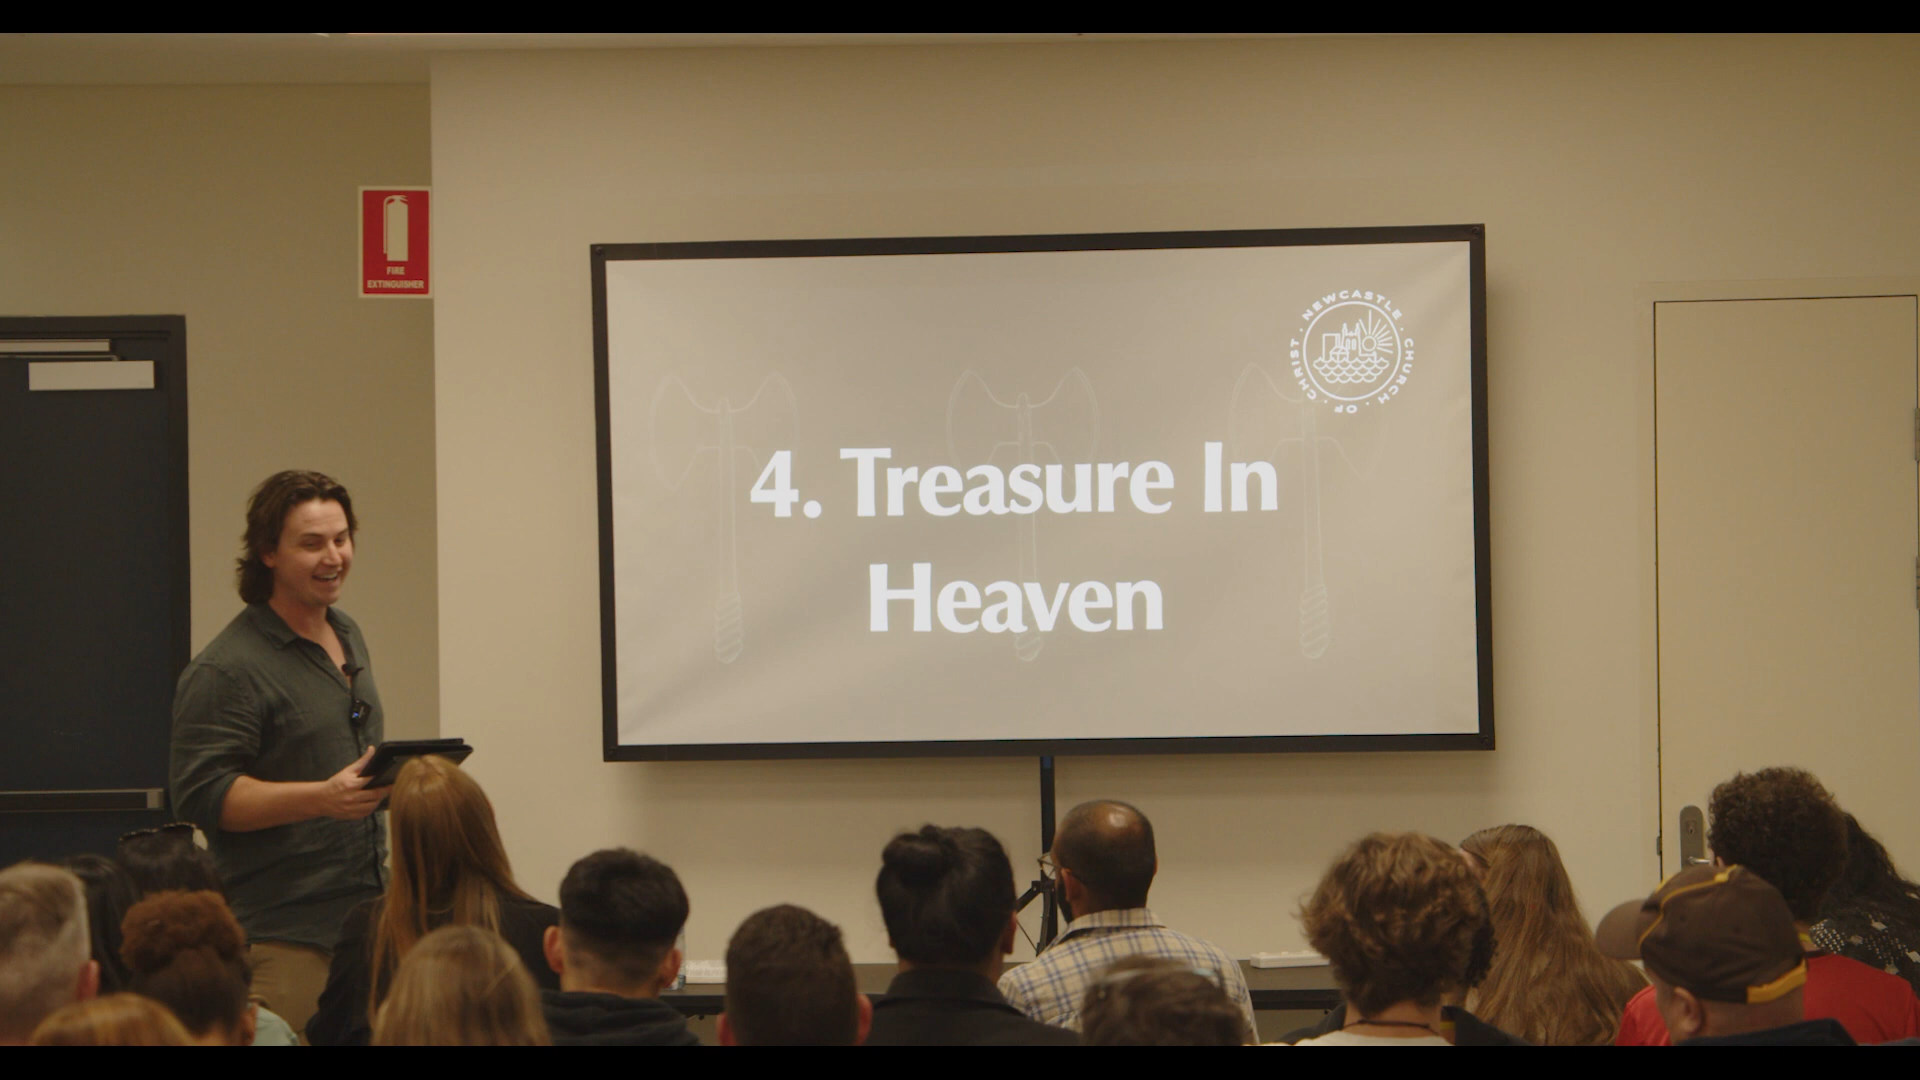 FIRE
EXTINGUISHER
NEWCASTLE · CHURCH · OF · CHRIST ·
4. Treasure In
Heaven